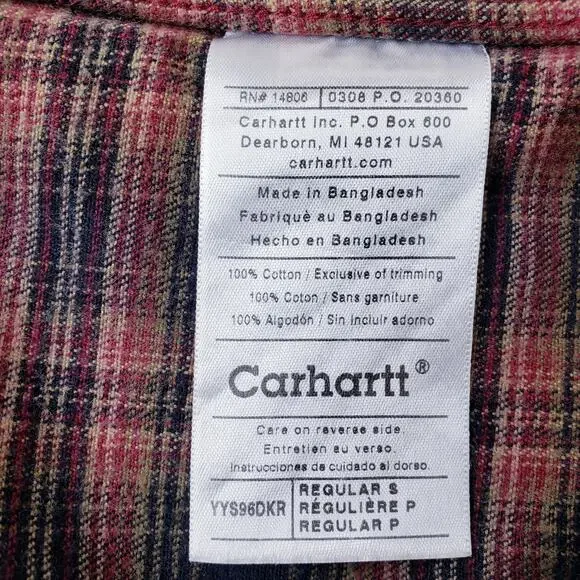 RN# 14806 0308 P.O. 20360
Carhartt Inc. P.O Box 600
Dearborn, MI 48121 USA
carhartt.com
Made in Bangladesh
Fabriquè au Bangladesh
Hecho en Bangladesh
100% Cotton / Exclusive of trimming
100% Coton / Sans garniture
100% Algodón / Sin incluir adorno
Carhartt®
Care on reverse side.
Entretien au verso.
Instrucciones de cuidado al dorso.
YYS96DKR
REGULAR S
RÉGULIÈRE P
REGULAR P